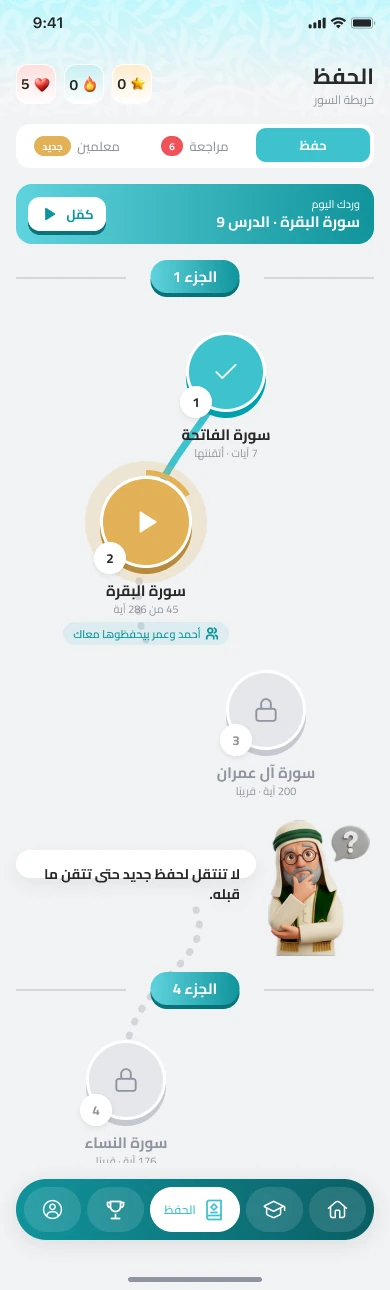 9:41
الحفظ
خريطة السور
0
0
5
حفظ
مراجعة 6
معلمين جديد
وردك اليوم
سورة البقرة · الدرس 9
كمّل
الجزء 1
1
سورة الفاتحة
7 آيات · أتقنتها
2
سورة البقرة
45 من 286 آية
أحمد وعمر بيحفظوها معاك
3
سورة آل عمران
200 آية · قريبًا
?
لا تنتقل لحفظ جديد حتى تتقن ما
قبله.
الجزء 4
4
سورة النساء
176 آية · قريبًا
الحفظ